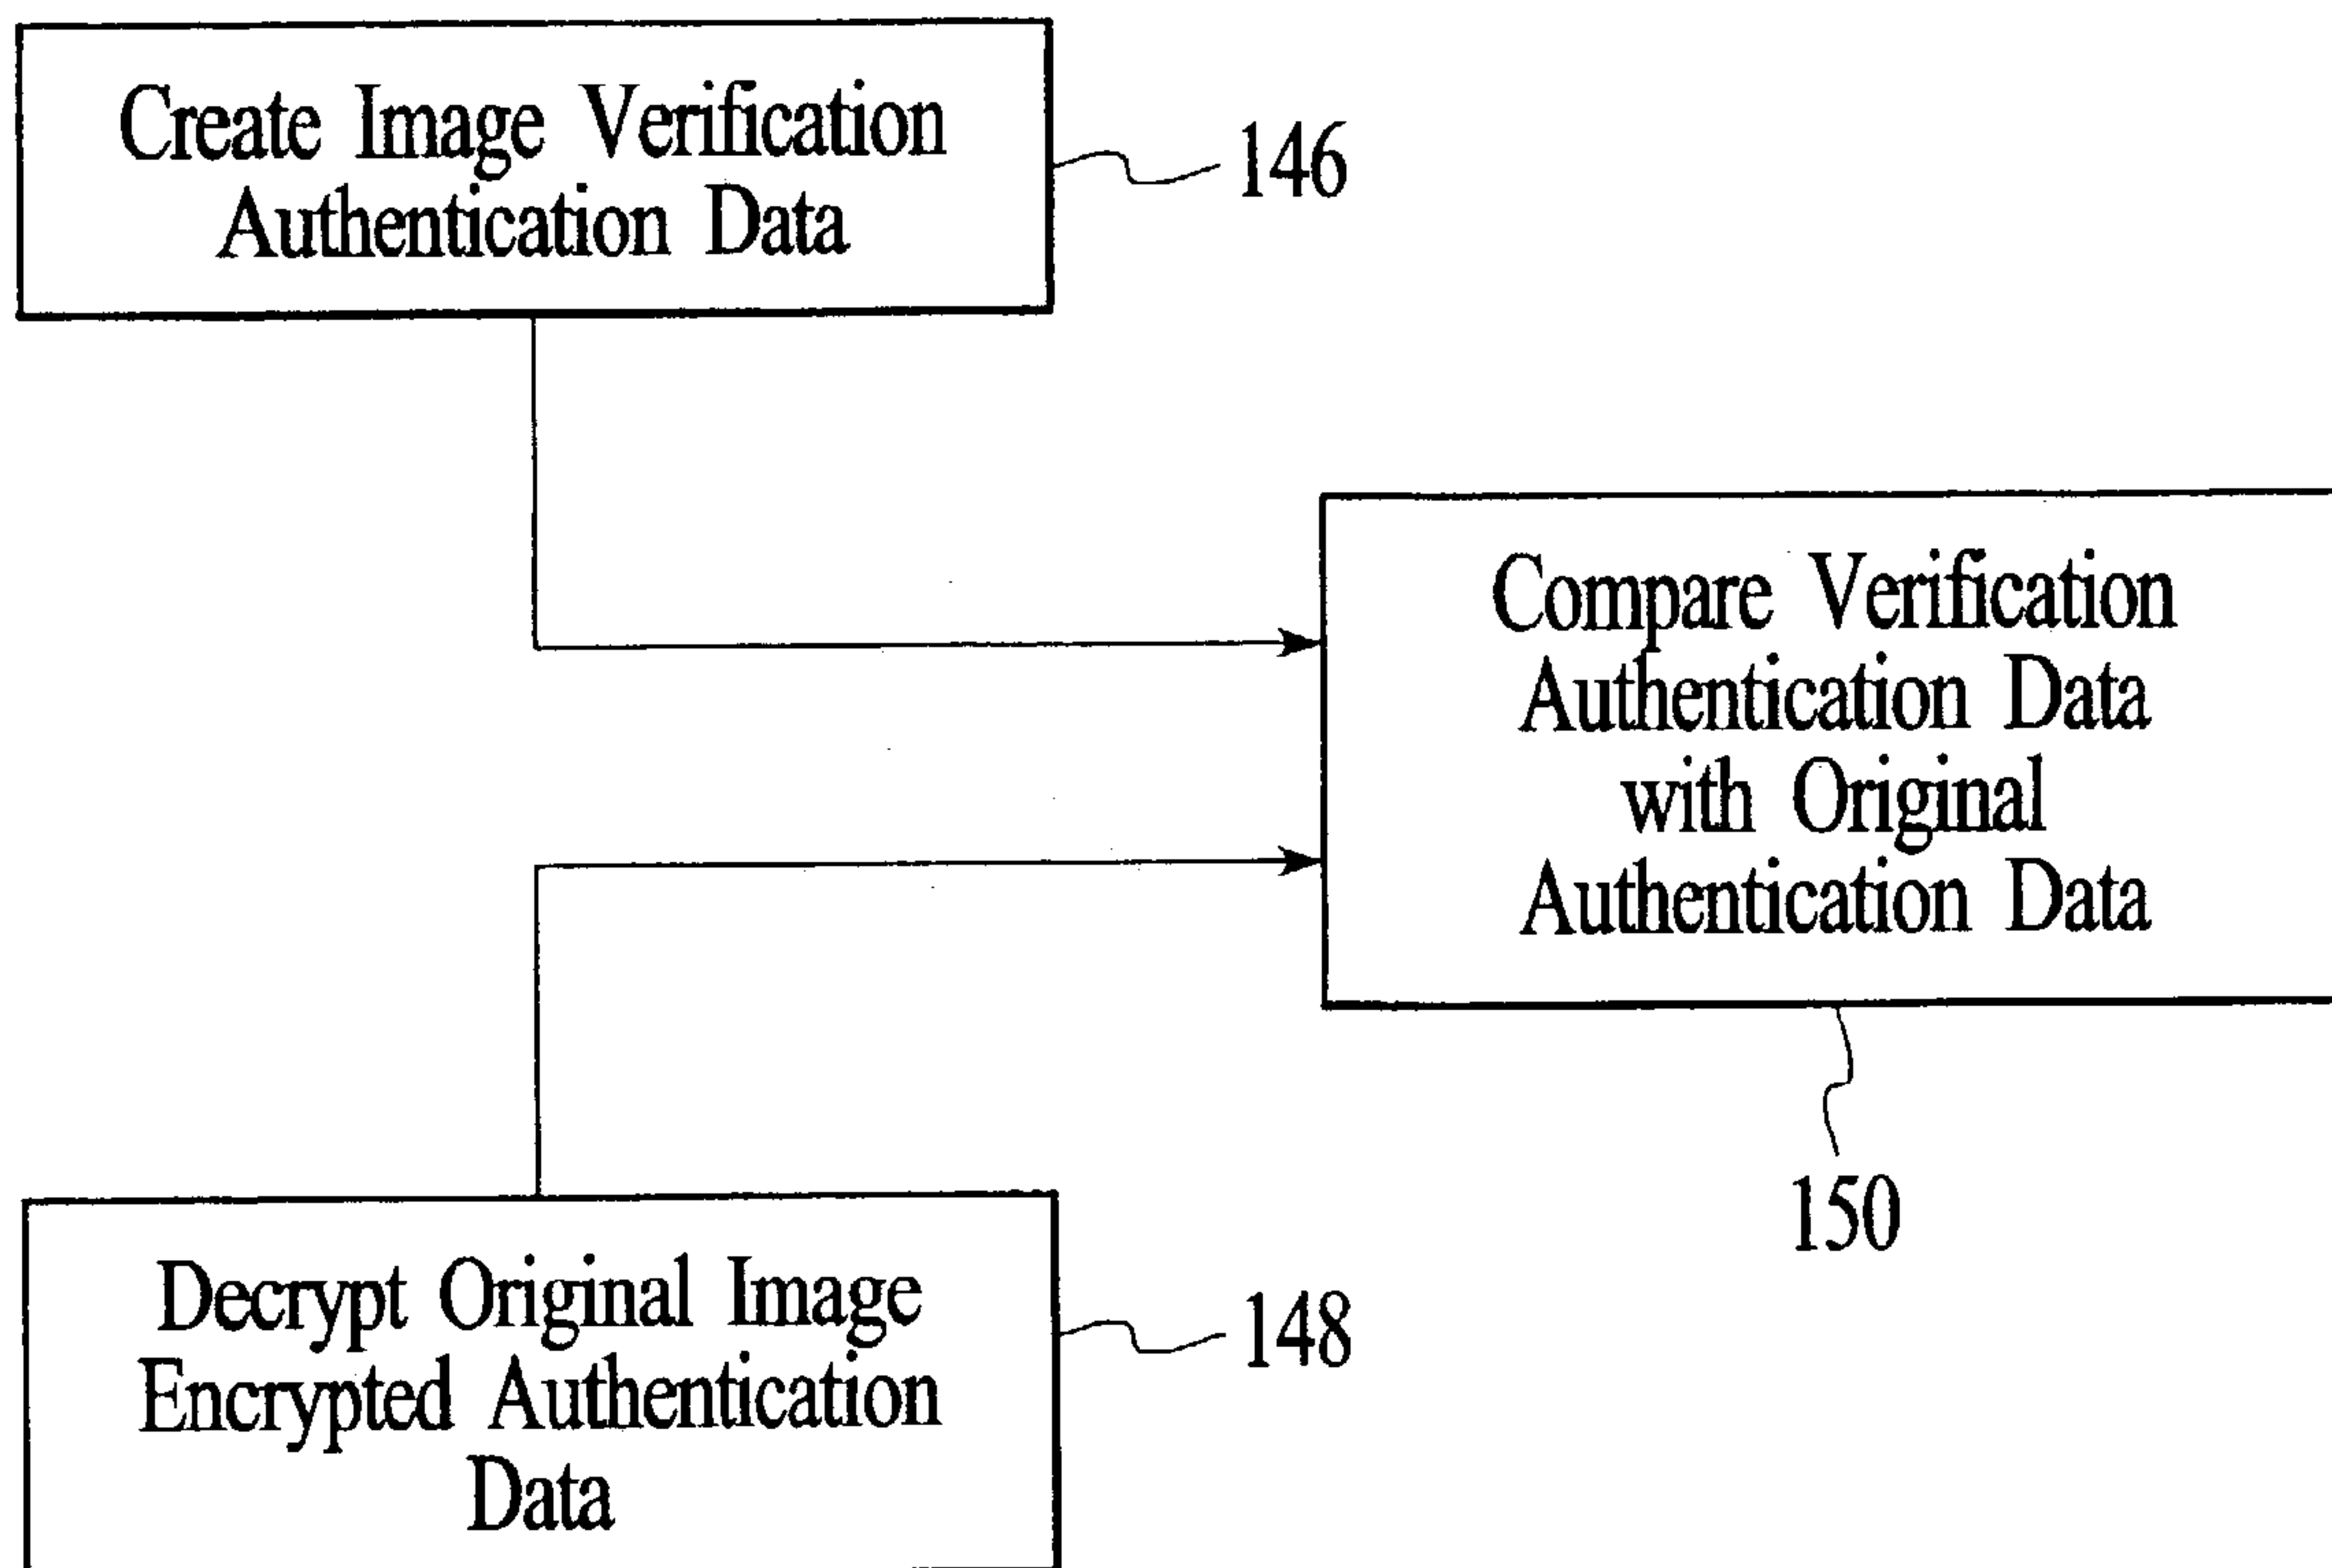 Create Image Verification
Authentication Data
146
Compare Verification
Authentication Data
with Original
Authentication Data
150
Decrypt Original Image
Encrypted Authentication
Data
148